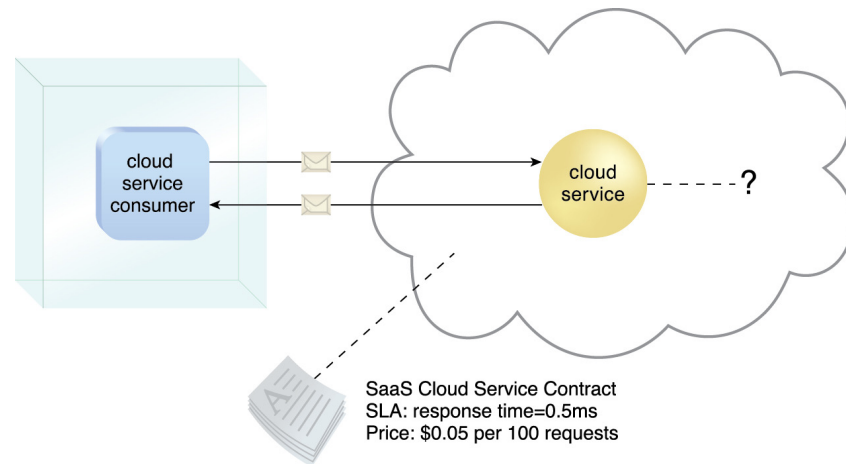 cloud
service
consumer
cloud
service
?
A
SaaS Cloud Service Contract
SLA: response time=0.5ms
Price: $0.05 per 100 requests